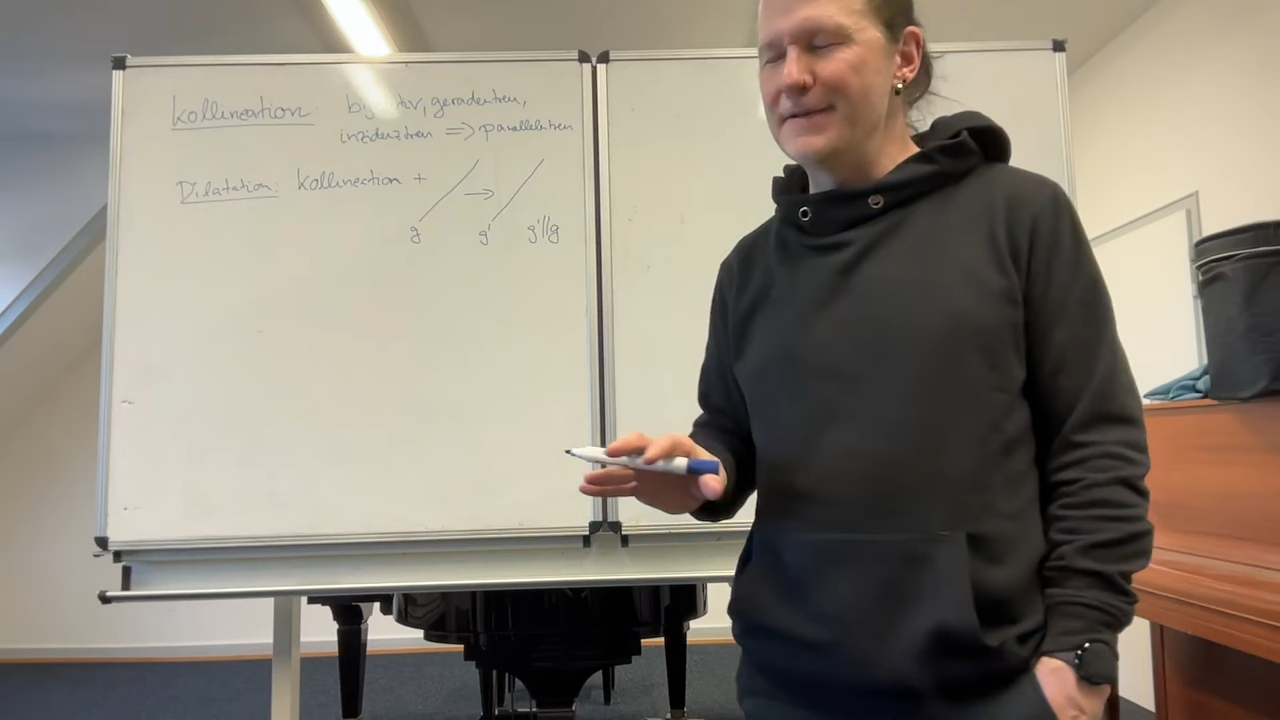 Kollineation: bijektiv, geradentreu,
inzidenztreu => parallelentreu
Dilatation: Kollineation +
g g' g'//g